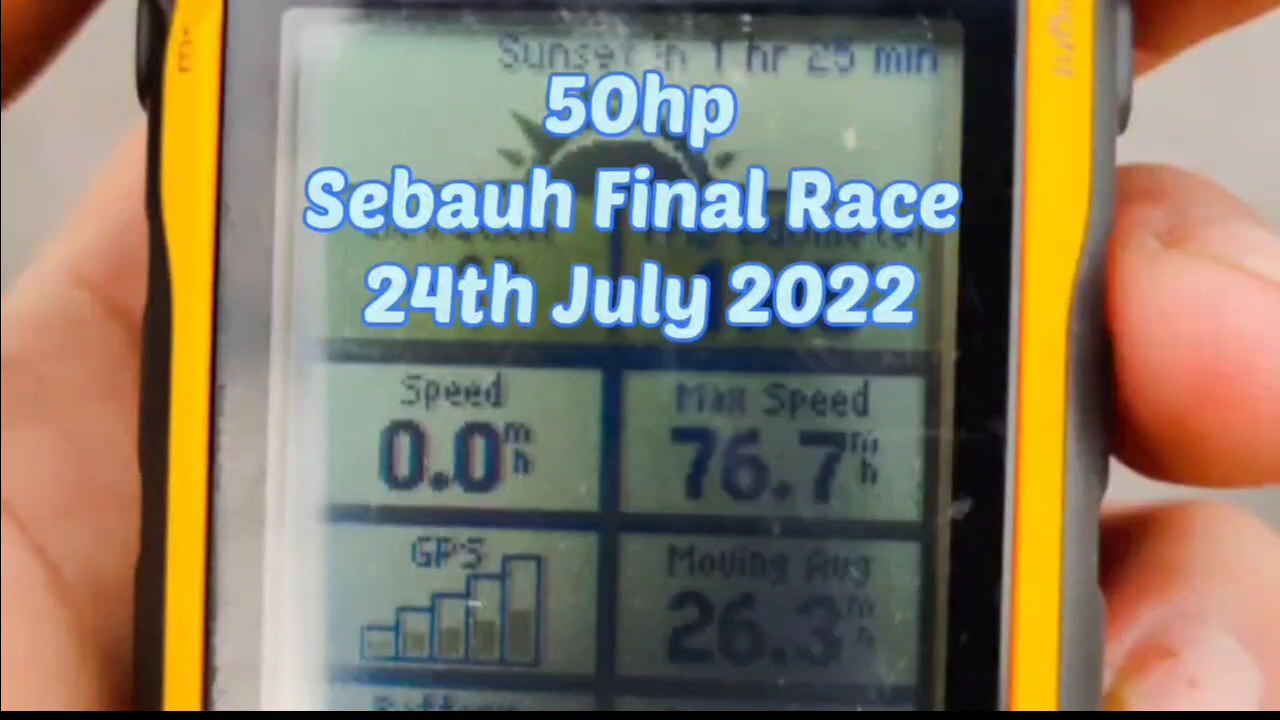 Sunset in 1 hr 25 min
50hp
Sebauh Final Race
24th July 2022
Speed
Max Speed
0.0 m h
76.7 m h
GPS
Moving Avg
26.3 m h